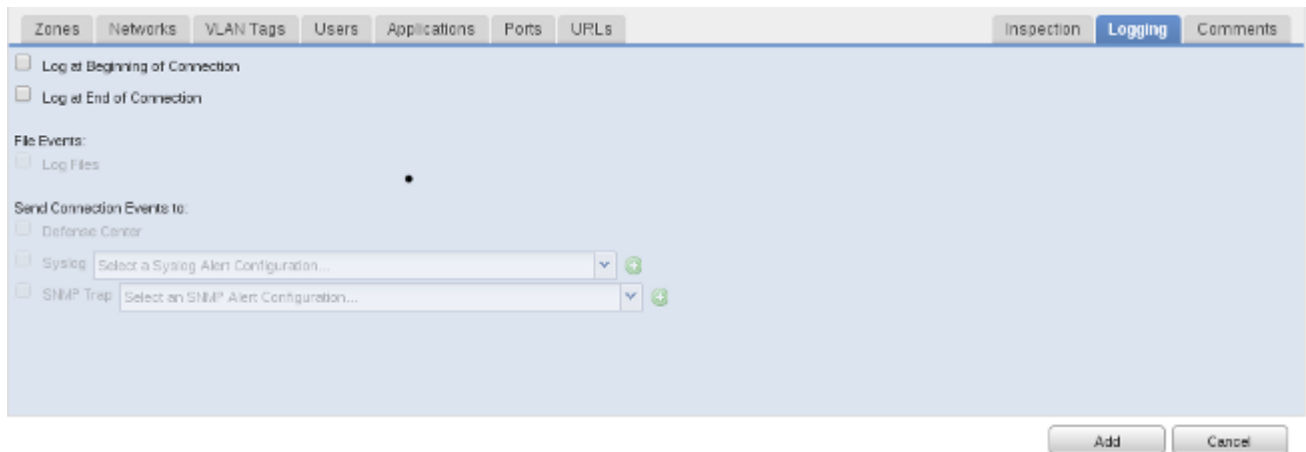 Zones Networks VLAN Tags Users Applications Ports URLs Inspection Logging Comments
Log at Beginning of Connection
Log at End of Connection
File Events:
Log Files
Send Connection Events to:
Defense Center
Syslog Select a Syslog Alert Configuration...
SNMP Trap Select an SNMP Alert Configuration...
Add Cancel